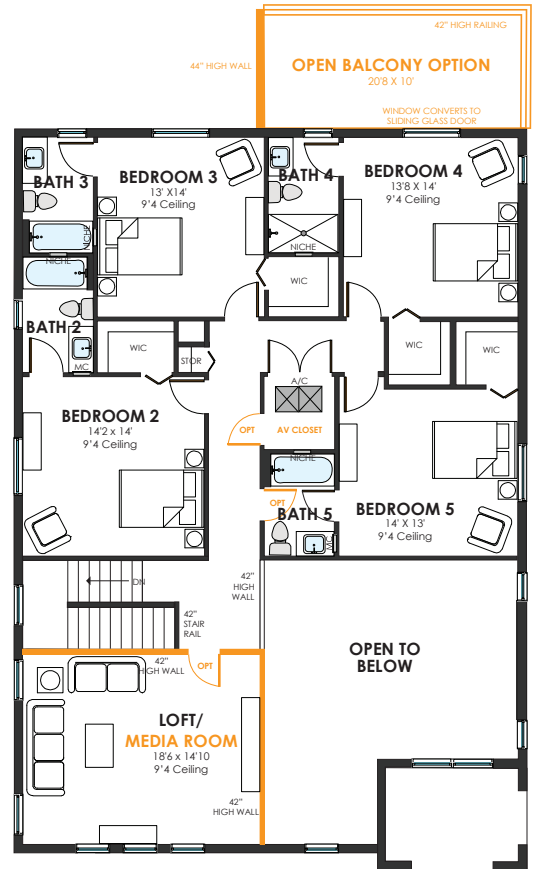 42" HIGH RAILING
44" HIGH WALL
OPEN BALCONY OPTION
20'8 X 10'
WINDOW CONVERTS TO
SLIDING GLASS DOOR
BATH 3
BEDROOM 3
13' X14'
9'4 Ceiling
BATH 4
BEDROOM 4
13'8 X 14'
9'4 Ceiling
NICHE
NICHE
NICHE
WIC
BATH 2
MC
WIC
STOR
WIC
WIC
A/C
AV CLOSET
OPT
BEDROOM 2
14'2 x 14'
9'4 Ceiling
NICHE
OPT
BATH 5
MC
BEDROOM 5
14' X 13'
9'4 Ceiling
DN
42"
HIGH
WALL
42"
STAIR
RAIL
42"
HIGH WALL
OPT
OPEN TO
BELOW
LOFT/
MEDIA ROOM
18'6 x 14'10
9'4 Ceiling
42"
HIGH WALL